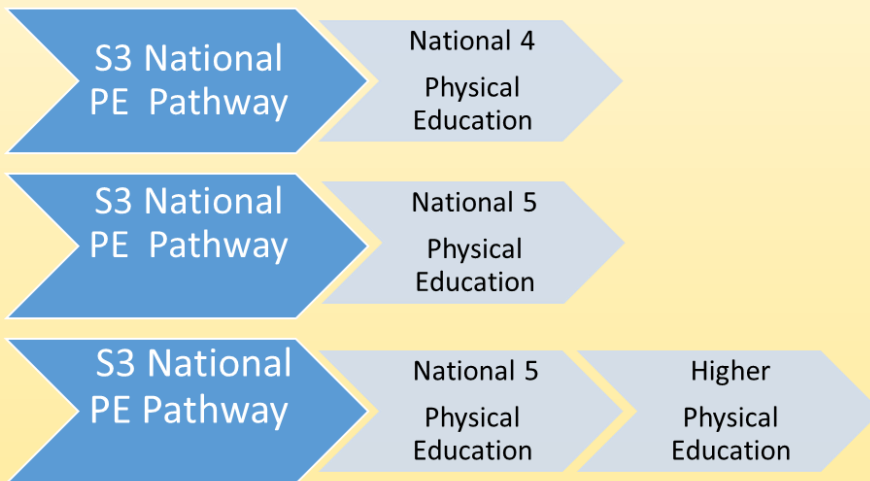 S3 National
PE  Pathway
National 4
Physical
Education
S3 National
PE  Pathway
National 5
Physical
Education
S3 National
PE Pathway
National 5
Physical
Education
Higher
Physical
Education